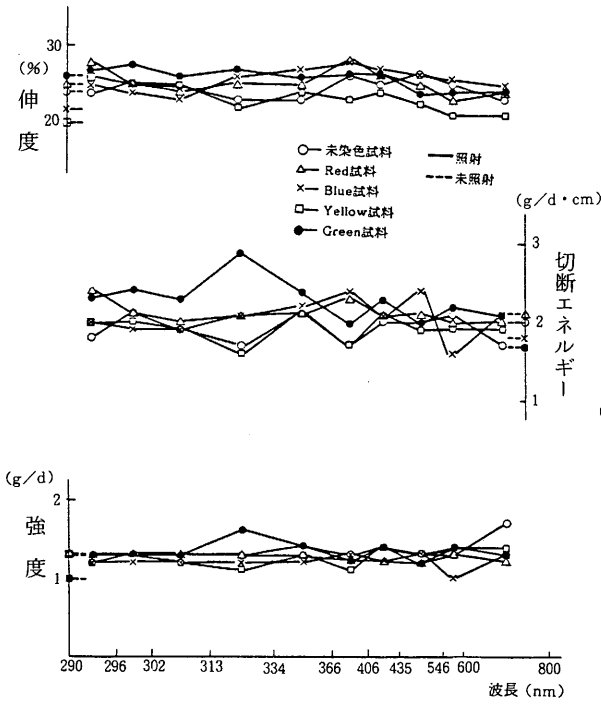 30
(%)
伸度
20
未染色試料
Red試料
Blue試料
Yellow試料
Green試料
照射
未照射
(g/d・cm)
3
切断エネルギー
2
1
(g/d)
2
強度
1
290 296 302 313 334 366 406 435 546 600 800
波長(nm)